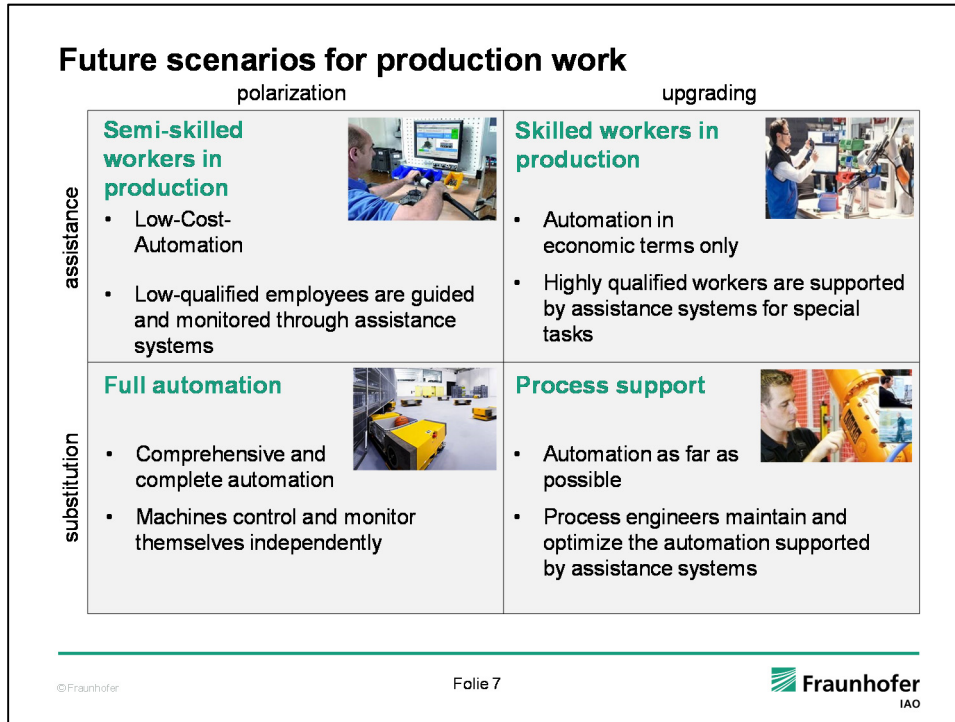 Future scenarios for production work
polarization
upgrading
assistance
Semi-skilled
workers in
production
• Low-Cost-
Automation
• Low-qualified employees are guided
and monitored through assistance
systems
Skilled workers in
production
• Automation in
economic terms only
• Highly qualified workers are supported
by assistance systems for special
tasks
substitution
Full automation
• Comprehensive and
complete automation
• Machines control and monitor
themselves independently
Process support
• Automation as far as
possible
• Process engineers maintain and
optimize the automation supported
by assistance systems
© Fraunhofer
Folie 7
Fraunhofer
IAO